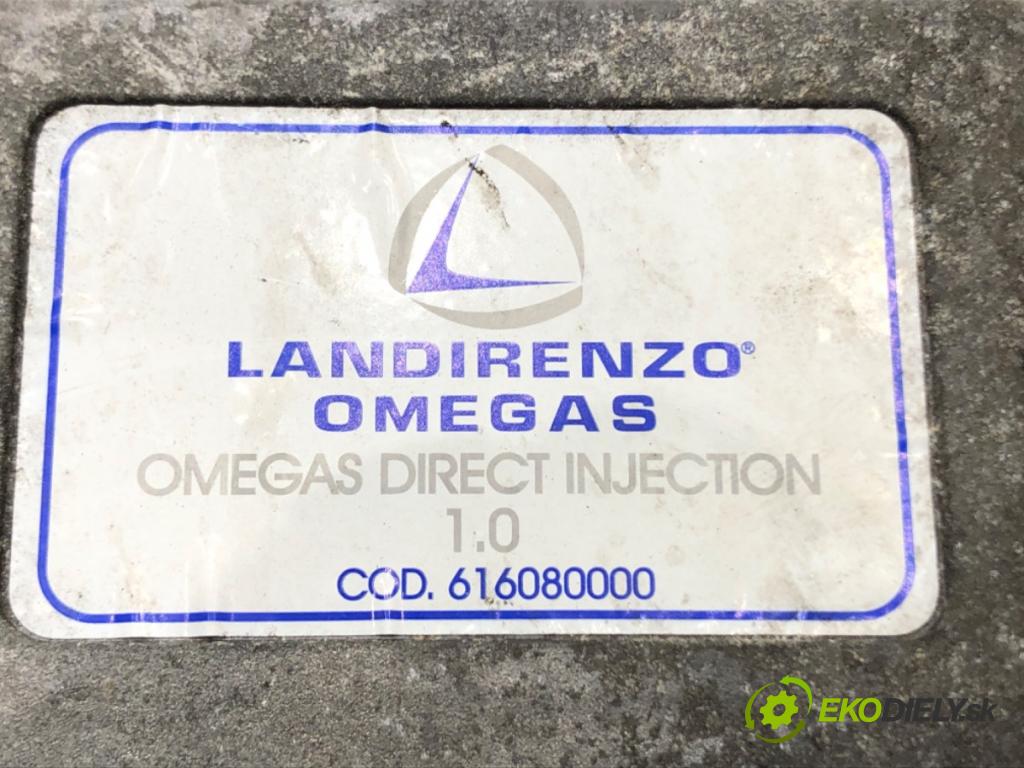 LANDIRENZO®
OMEGAS
OMEGAS DIRECT INJECTION
1.0
COD. 616080000
EKODIELY.sk